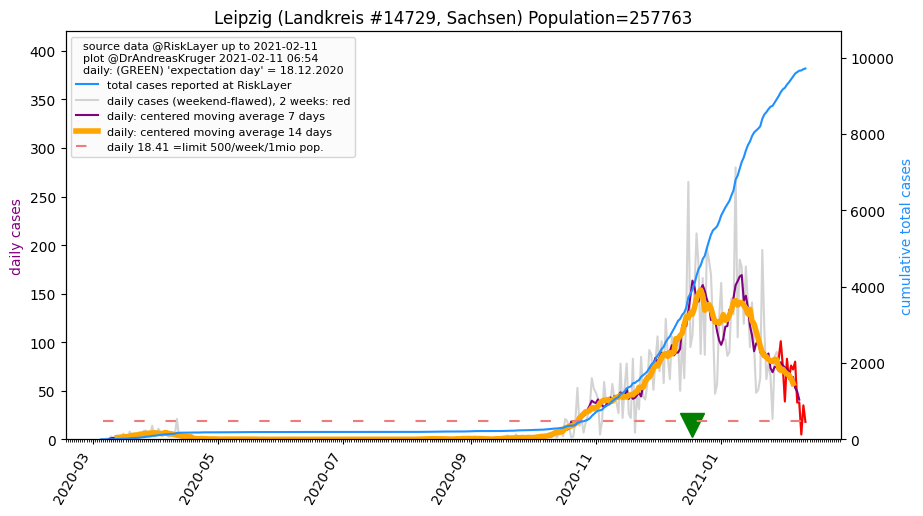 Leipzig (Landkreis #14729, Sachsen) Population=257763
source data @RiskLayer up to 2021-02-11
plot @DrAndreasKruger 2021-02-11 06:54
daily: (GREEN) 'expectation day' = 18.12.2020
total cases reported at RiskLayer
daily cases (weekend-flawed), 2 weeks: red
daily: centered moving average 7 days
daily: centered moving average 14 days
daily 18.41 =limit 500/week/1mio pop.
daily cases
400
350
300
250
200
150
100
50
0
cumulative total cases
10000
8000
6000
4000
2000
0
2020-03
2020-05
2020-07
2020-09
2020-11
2021-01